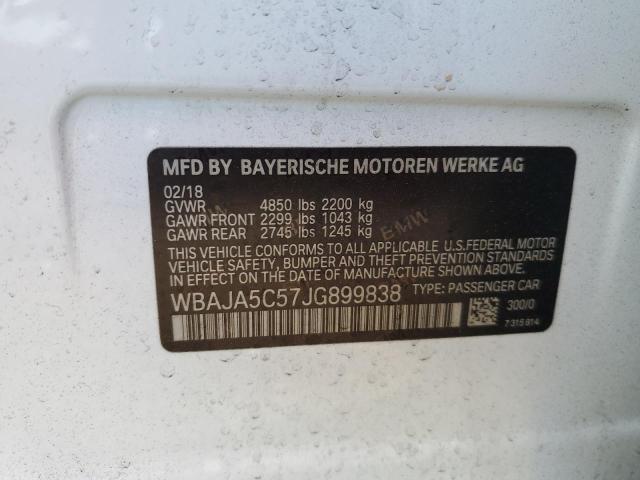 MFD BY BAYERISCHE MOTOREN WERKE AG
02/18
GVWR 4850 lbs 2200 kg
GAWR FRONT 2299 lbs 1043 kg
GAWR REAR 2745 lbs 1245 kg
THIS VEHICLE CONFORMS TO ALL APPLICABLE U.S.FEDERAL MOTOR
VEHICLE SAFETY, BUMPER AND THEFT PREVENTION STANDARDS
IN EFFECT ON THE DATE OF MANUFACTURE SHOWN ABOVE.
WBAJA5C57JG899838 TYPE: PASSENGER CAR
300/0
7315814
BMW